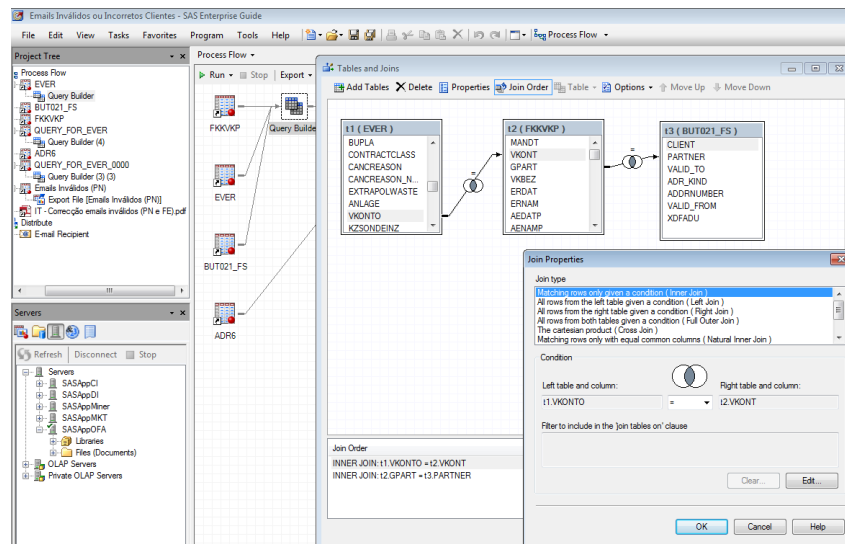 Emails Inválidos ou Incorretos Clientes - SAS Enterprise Guide
File Edit View Tasks Favorites Program Tools Help Process Flow
Project Tree
Process Flow
EVER
Query Builder
BUT021_FS
FKKVKP
QUERY_FOR_EVER
Query Builder (4)
ADR6
QUERY_FOR_EVER_0000
Query Builder (3) (3)
Emails Inválidos (PN)
Export File [Emails Inválidos (PN)]
IT - Correcção emails inválidos (PN e FE).pdf
Distribute
E-mail Recipient
Servers
Refresh Disconnect Stop
Servers
SASAppCI
SASAppDI
SASAppMiner
SASAppMKT
SASAppOFA
Libraries
Files (Documents)
OLAP Servers
Private OLAP Servers
Process Flow
Run Stop Export
FKKVKP
Query Builde
EVER
BUT021_FS
ADR6
Tables and Joins
Add Tables Delete Properties Join Order Table Options Move Up Move Down
t1 ( EVER )
BUPLA
CONTRACTCLASS
CANCREASON
CANCREASON_N...
EXTRAPOLWASTE
ANLAGE
VKONTO
KZSONDEINZ
=
t2 ( FKKVKP )
MANDT
VKONT
GPART
VKBEZ
ERDAT
ERNAM
AEDATP
AENAMP
=
t3 ( BUT021_FS )
CLIENT
PARTNER
VALID_TO
ADR_KIND
ADDRNUMBER
VALID_FROM
XDFADU
Join Order
INNER JOIN: t1.VKONTO = t2.VKONT
INNER JOIN: t2.GPART = t3.PARTNER
Join Properties
Join type
Matching rows only given a condition ( Inner Join )
All rows from the left table given a condition ( Left Join )
All rows from the right table given a condition ( Right Join )
All rows from both tables given a condition ( Full Outer Join )
The cartesian product ( Cross Join )
Matching rows only with equal common columns ( Natural Inner Join )
Condition
Left table and column: Right table and column:
t1.VKONTO = t2.VKONT
Filter to include in the 'join tables on' clause
Clear... Edit...
OK Cancel Help